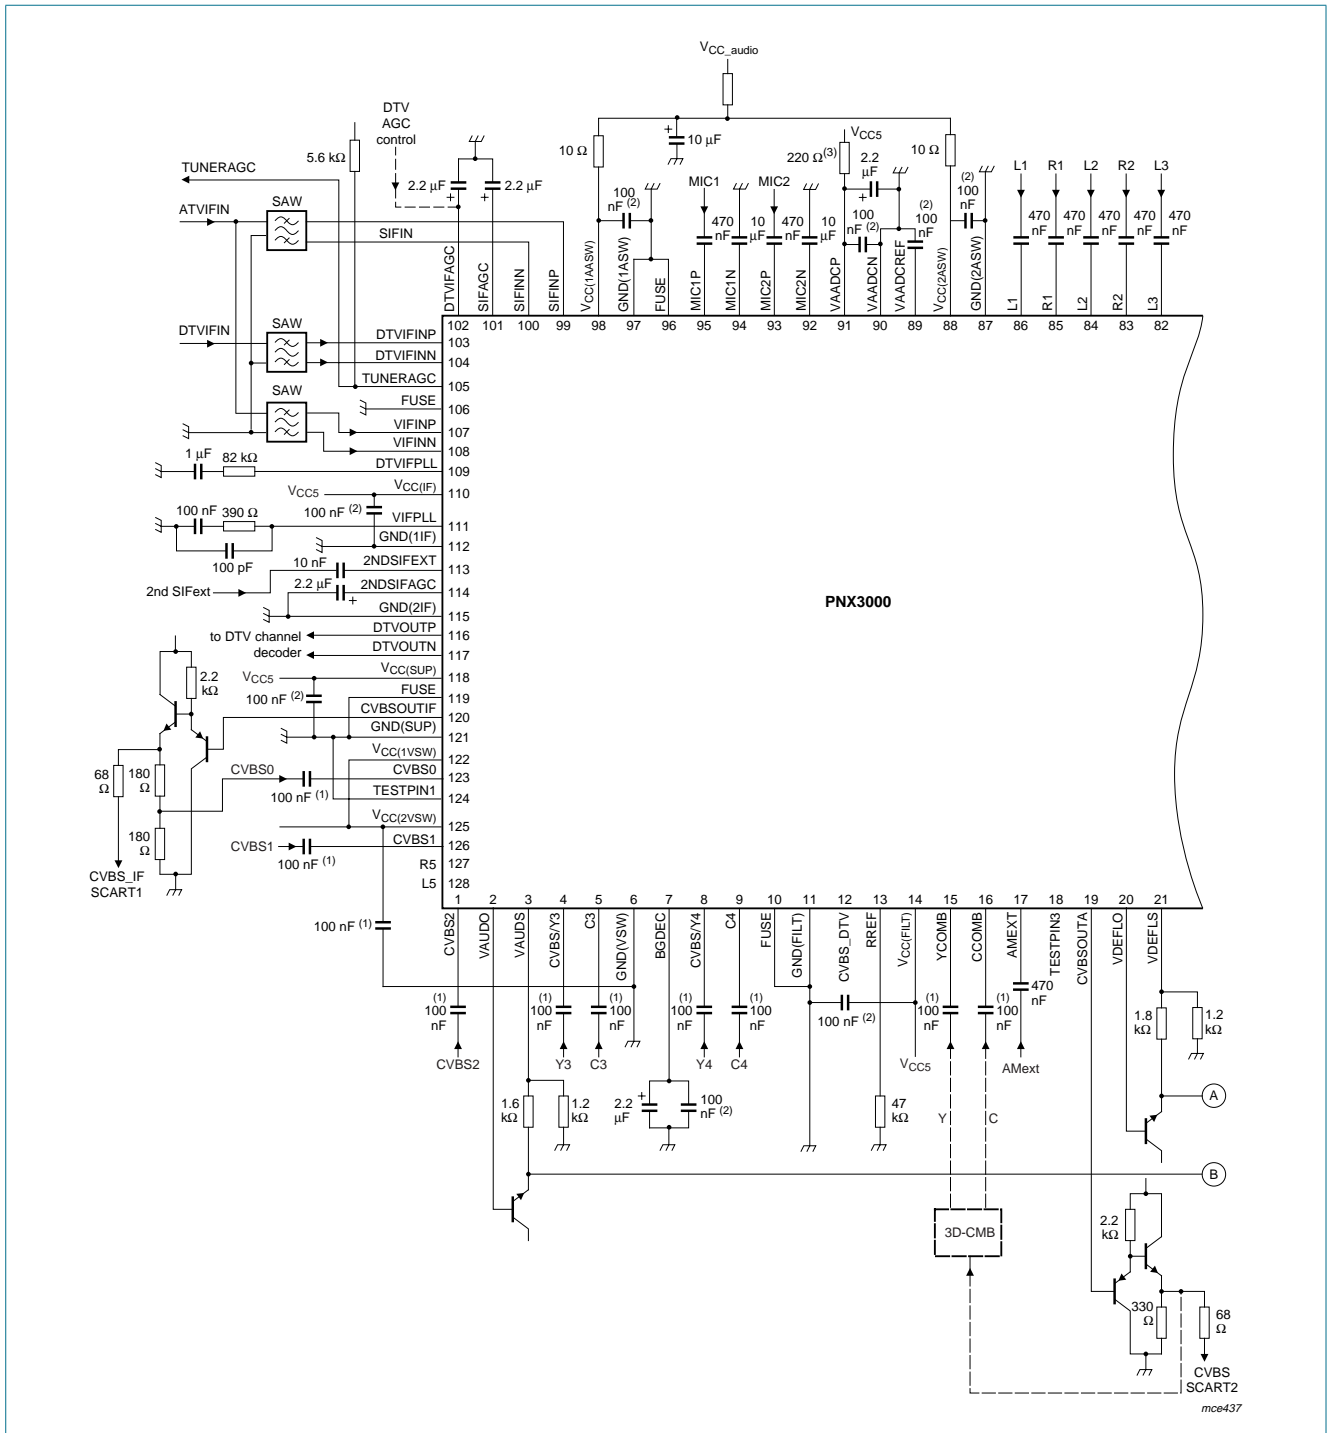 VCC_audio
DTV
AGC
control
5.6 kΩ
TUNERAGC
ATVIFIN
SAW
SIFIN
2.2 μF
+
2.2 μF
+
10 Ω
+
10 μF
VCC5
220 Ω(3)
2.2
μF
+
10 Ω
100
nF (2)
MIC1
470
nF
10
μF
MIC2
470
nF
10
μF
100
nF (2)
(2)
100
nF
(2)
100
nF
L1
R1
L2
R2
L3
470
nF
470
nF
470
nF
470
nF
470
nF
DTVIFAGC
SIFAGC
SIFINN
SIFINP
VCC(1AASW)
GND(1ASW)
FUSE
MIC1P
MIC1N
MIC2P
MIC2N
VAADCP
VAADCN
VAADCREF
VCC(2ASW)
GND(2ASW)
L1
R1
L2
R2
L3
102 101 100 99 98 97 96 95 94 93 92 91 90 89 88 87 86 85 84 83 82
DTVIFIN
SAW
DTVIFINP 103
DTVIFINN 104
TUNERAGC 105
SAW
FUSE 106
VIFINP 107
VIFINN 108
1 μF
82 kΩ
DTVIFPLL 109
VCC5
VCC(IF) 110
100 nF (2)
100 nF
390 Ω
VIFPLL 111
GND(1IF) 112
100 pF
10 nF
2NDSIFEXT 113
2nd SIFext
2.2 μF
+
2NDSIFAGC 114
GND(2IF) 115
PNX3000
to DTV channel
decoder
DTVOUTP 116
DTVOUTN 117
VCC5
VCC(SUP) 118
100 nF (2)
FUSE 119
CVBSOUTIF 120
GND(SUP) 121
VCC(1VSW) 122
2.2
kΩ
68
Ω
180
Ω
CVBS0
CVBS0 123
100 nF (1)
TESTPIN1 124
VCC(2VSW) 125
180
Ω
CVBS1
CVBS1 126
100 nF (1)
R5 127
L5 128
CVBS_IF
SCART1
1 2 3 4 5 6 7 8 9 10 11 12 13 14 15 16 17 18 19 20 21
CVBS2
VAUDO
VAUDS
CVBS/Y3
C3
GND(VSW)
BGDEC
CVBS/Y4
C4
FUSE
GND(FILT)
CVBS_DTV
RREF
VCC(FILT)
YCOMB
CCOMB
AMEXT
TESTPIN3
CVBSOUTA
VDEFLO
VDEFLS
100 nF (1)
(1)
100
nF
(1)
100
nF
(1)
100
nF
(1)
100
nF
(1)
100
nF
100 nF (2)
(1)
100
nF
(1)
100
nF
470
nF
1.8
kΩ
1.2
kΩ
CVBS2
Y3
C3
Y4
C4
VCC5
AMext
1.6
kΩ
1.2
kΩ
+
2.2
μF
100
nF (2)
47
kΩ
Y
C
A
B
3D-CMB
2.2
kΩ
330
Ω
68
Ω
CVBS
SCART2
mce437